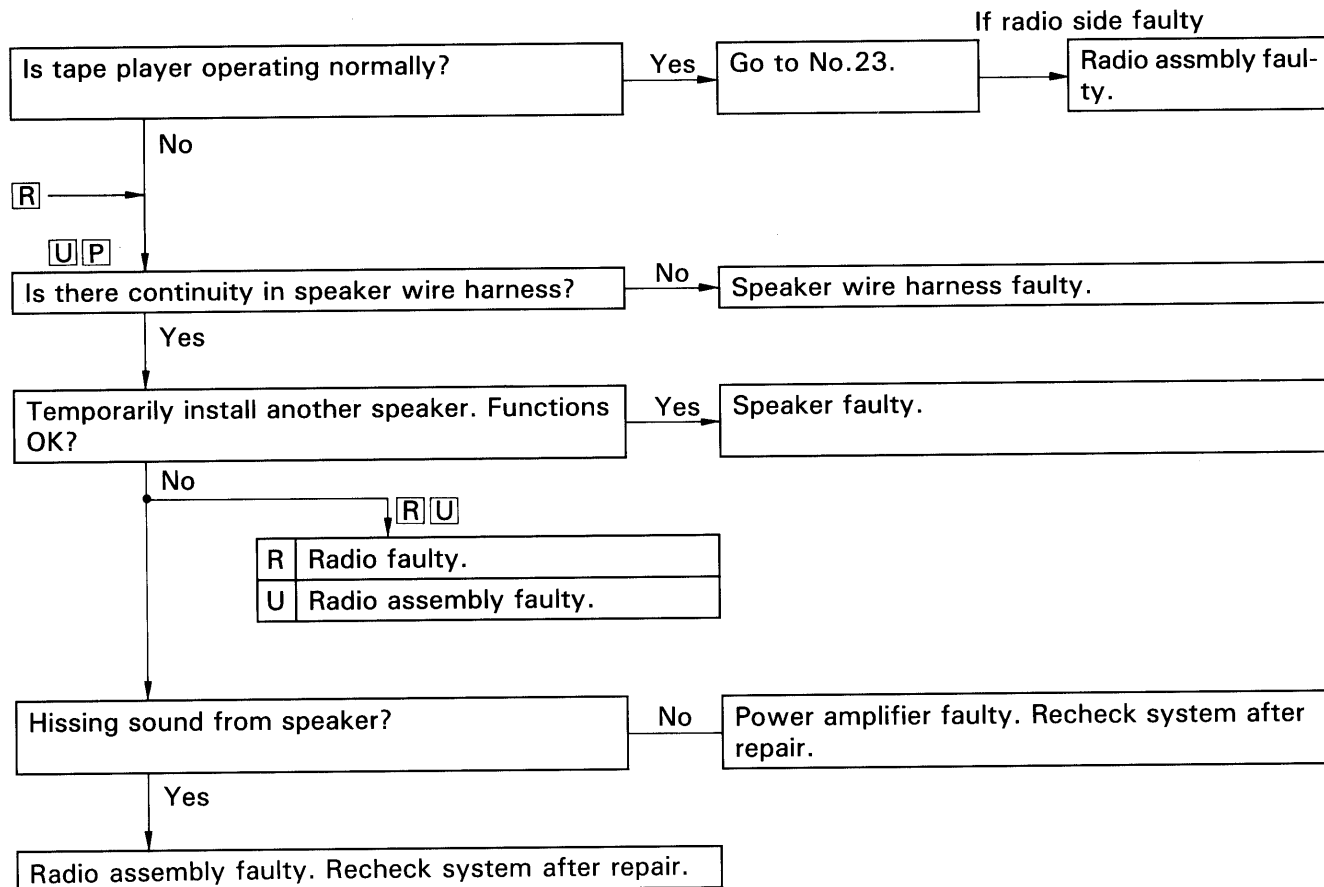 If radio side faulty
Is tape player operating normally?
Yes
Go to No.23.
Radio assmbly faul-
ty.
No
R
U P
Is there continuity in speaker wire harness?
No
Speaker wire harness faulty.
Yes
Temporarily install another speaker. Functions
OK?
Yes
Speaker faulty.
No
R U
R Radio faulty.
U Radio assembly faulty.
Hissing sound from speaker?
No
Power amplifier faulty. Recheck system after
repair.
Yes
Radio assembly faulty. Recheck system after repair.